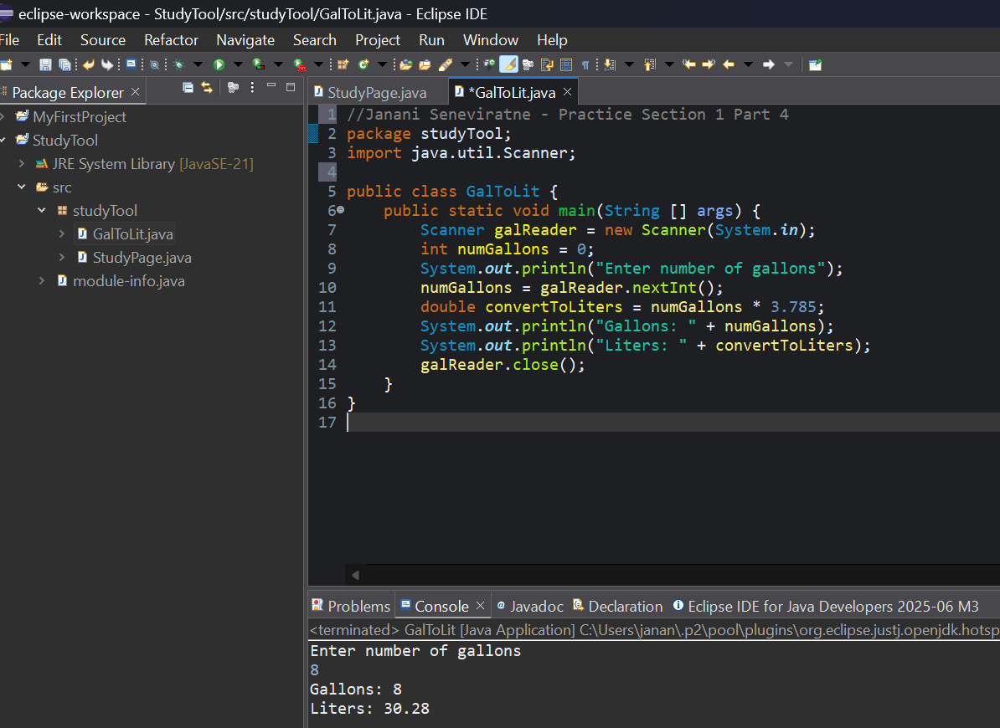 eclipse-workspace - StudyTool/src/studyTool/GalToLit.java - Eclipse IDE
File Edit Source Refactor Navigate Search Project Run Window Help
Package Explorer
MyFirstProject
StudyTool
JRE System Library [JavaSE-21]
src
studyTool
GalToLit.java
StudyPage.java
module-info.java
StudyPage.java *GalToLit.java
1 //Janani Seneviratne - Practice Section 1 Part 4
2 package studyTool;
3 import java.util.Scanner;
4
5 public class GalToLit {
6 public static void main(String [] args) {
7 Scanner galReader = new Scanner(System.in);
8 int numGallons = 0;
9 System.out.println("Enter number of gallons");
10 numGallons = galReader.nextInt();
11 double convertToLiters = numGallons * 3.785;
12 System.out.println("Gallons: " + numGallons);
13 System.out.println("Liters: " + convertToLiters);
14 galReader.close();
15 }
16 }
17
Problems Console Javadoc Declaration Eclipse IDE for Java Developers 2025-06 M3
<terminated> GalToLit [Java Application] C:\Users\janan\.p2\pool\plugins\org.eclipse.justj.openjdk.hotsp
Enter number of gallons
8
Gallons: 8
Liters: 30.28